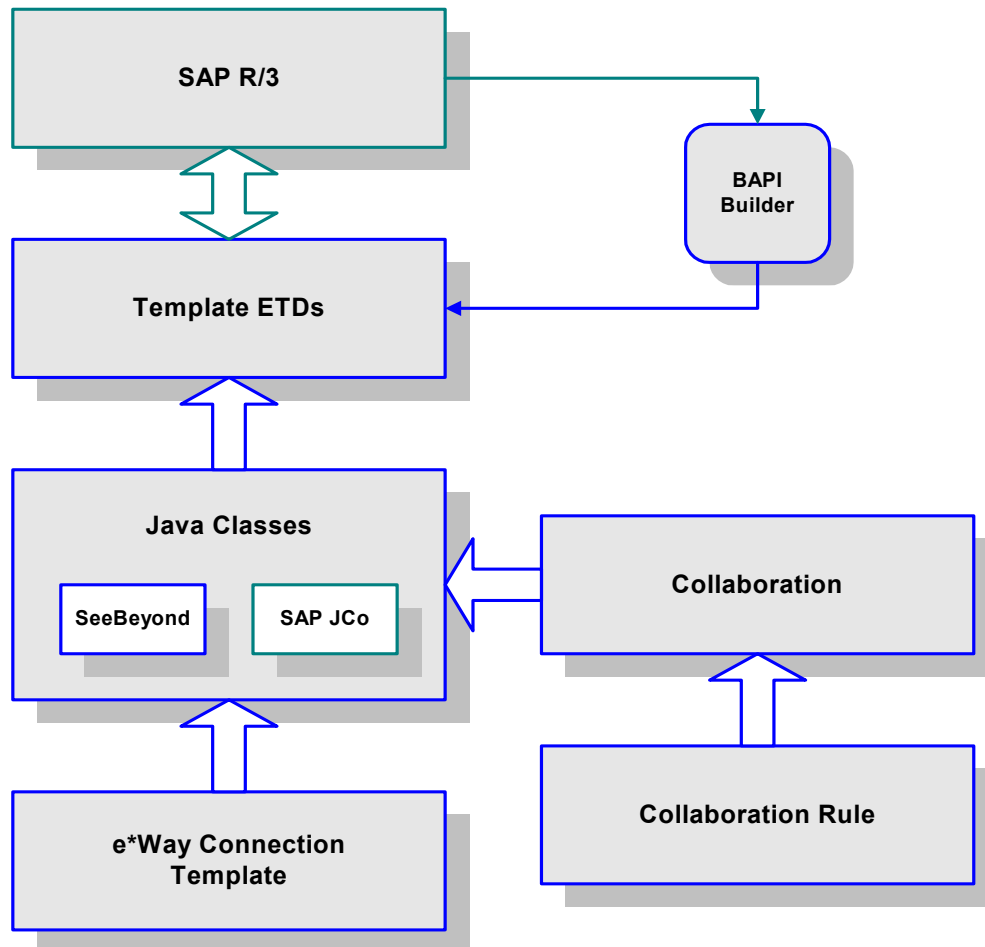 SAP R/3
BAPI
Builder
Template ETDs
Java Classes
SeeBeyond
SAP JCo
Collaboration
e*Way Connection
Template
Collaboration Rule